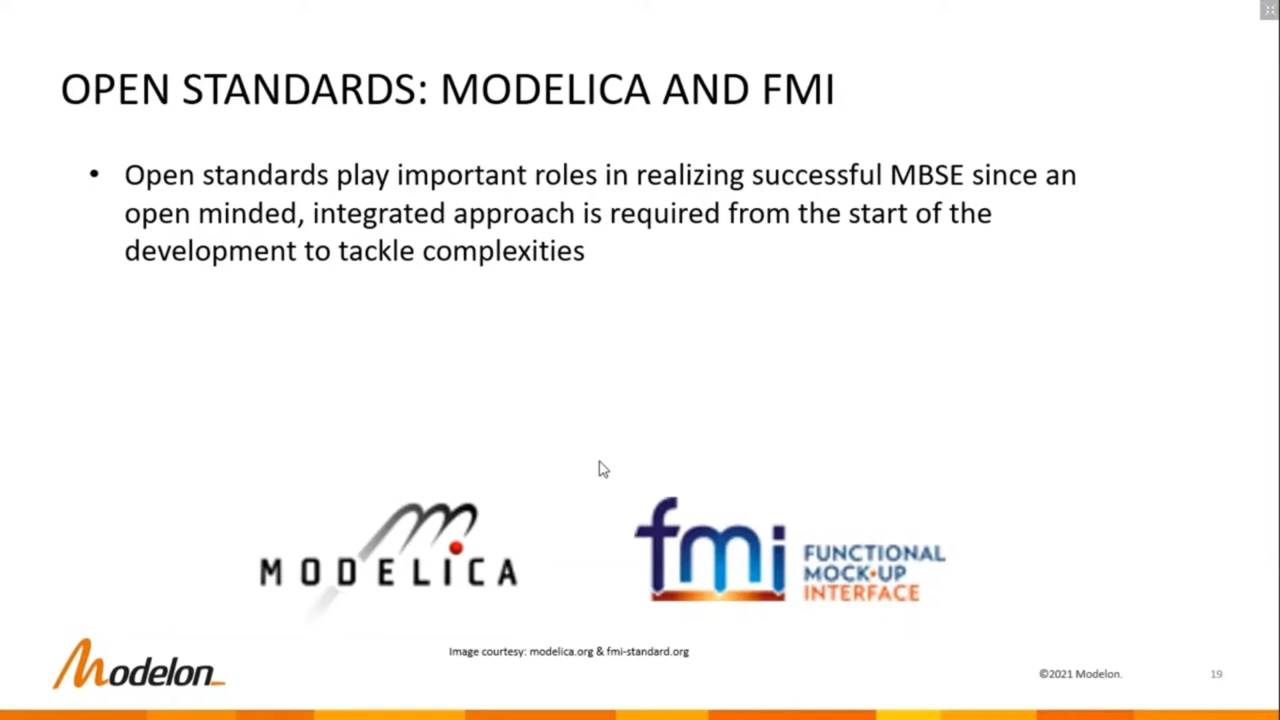 OPEN STANDARDS: MODELICA AND FMI
• Open standards play important roles in realizing successful MBSE since an
open minded, integrated approach is required from the start of the
development to tackle complexities
MODELiCA
fmi
FUNCTIONAL
MOCK-UP
INTERFACE
Image courtesy: modelica.org & fmi-standard.org
Modelon
©2021 Modelon.
19